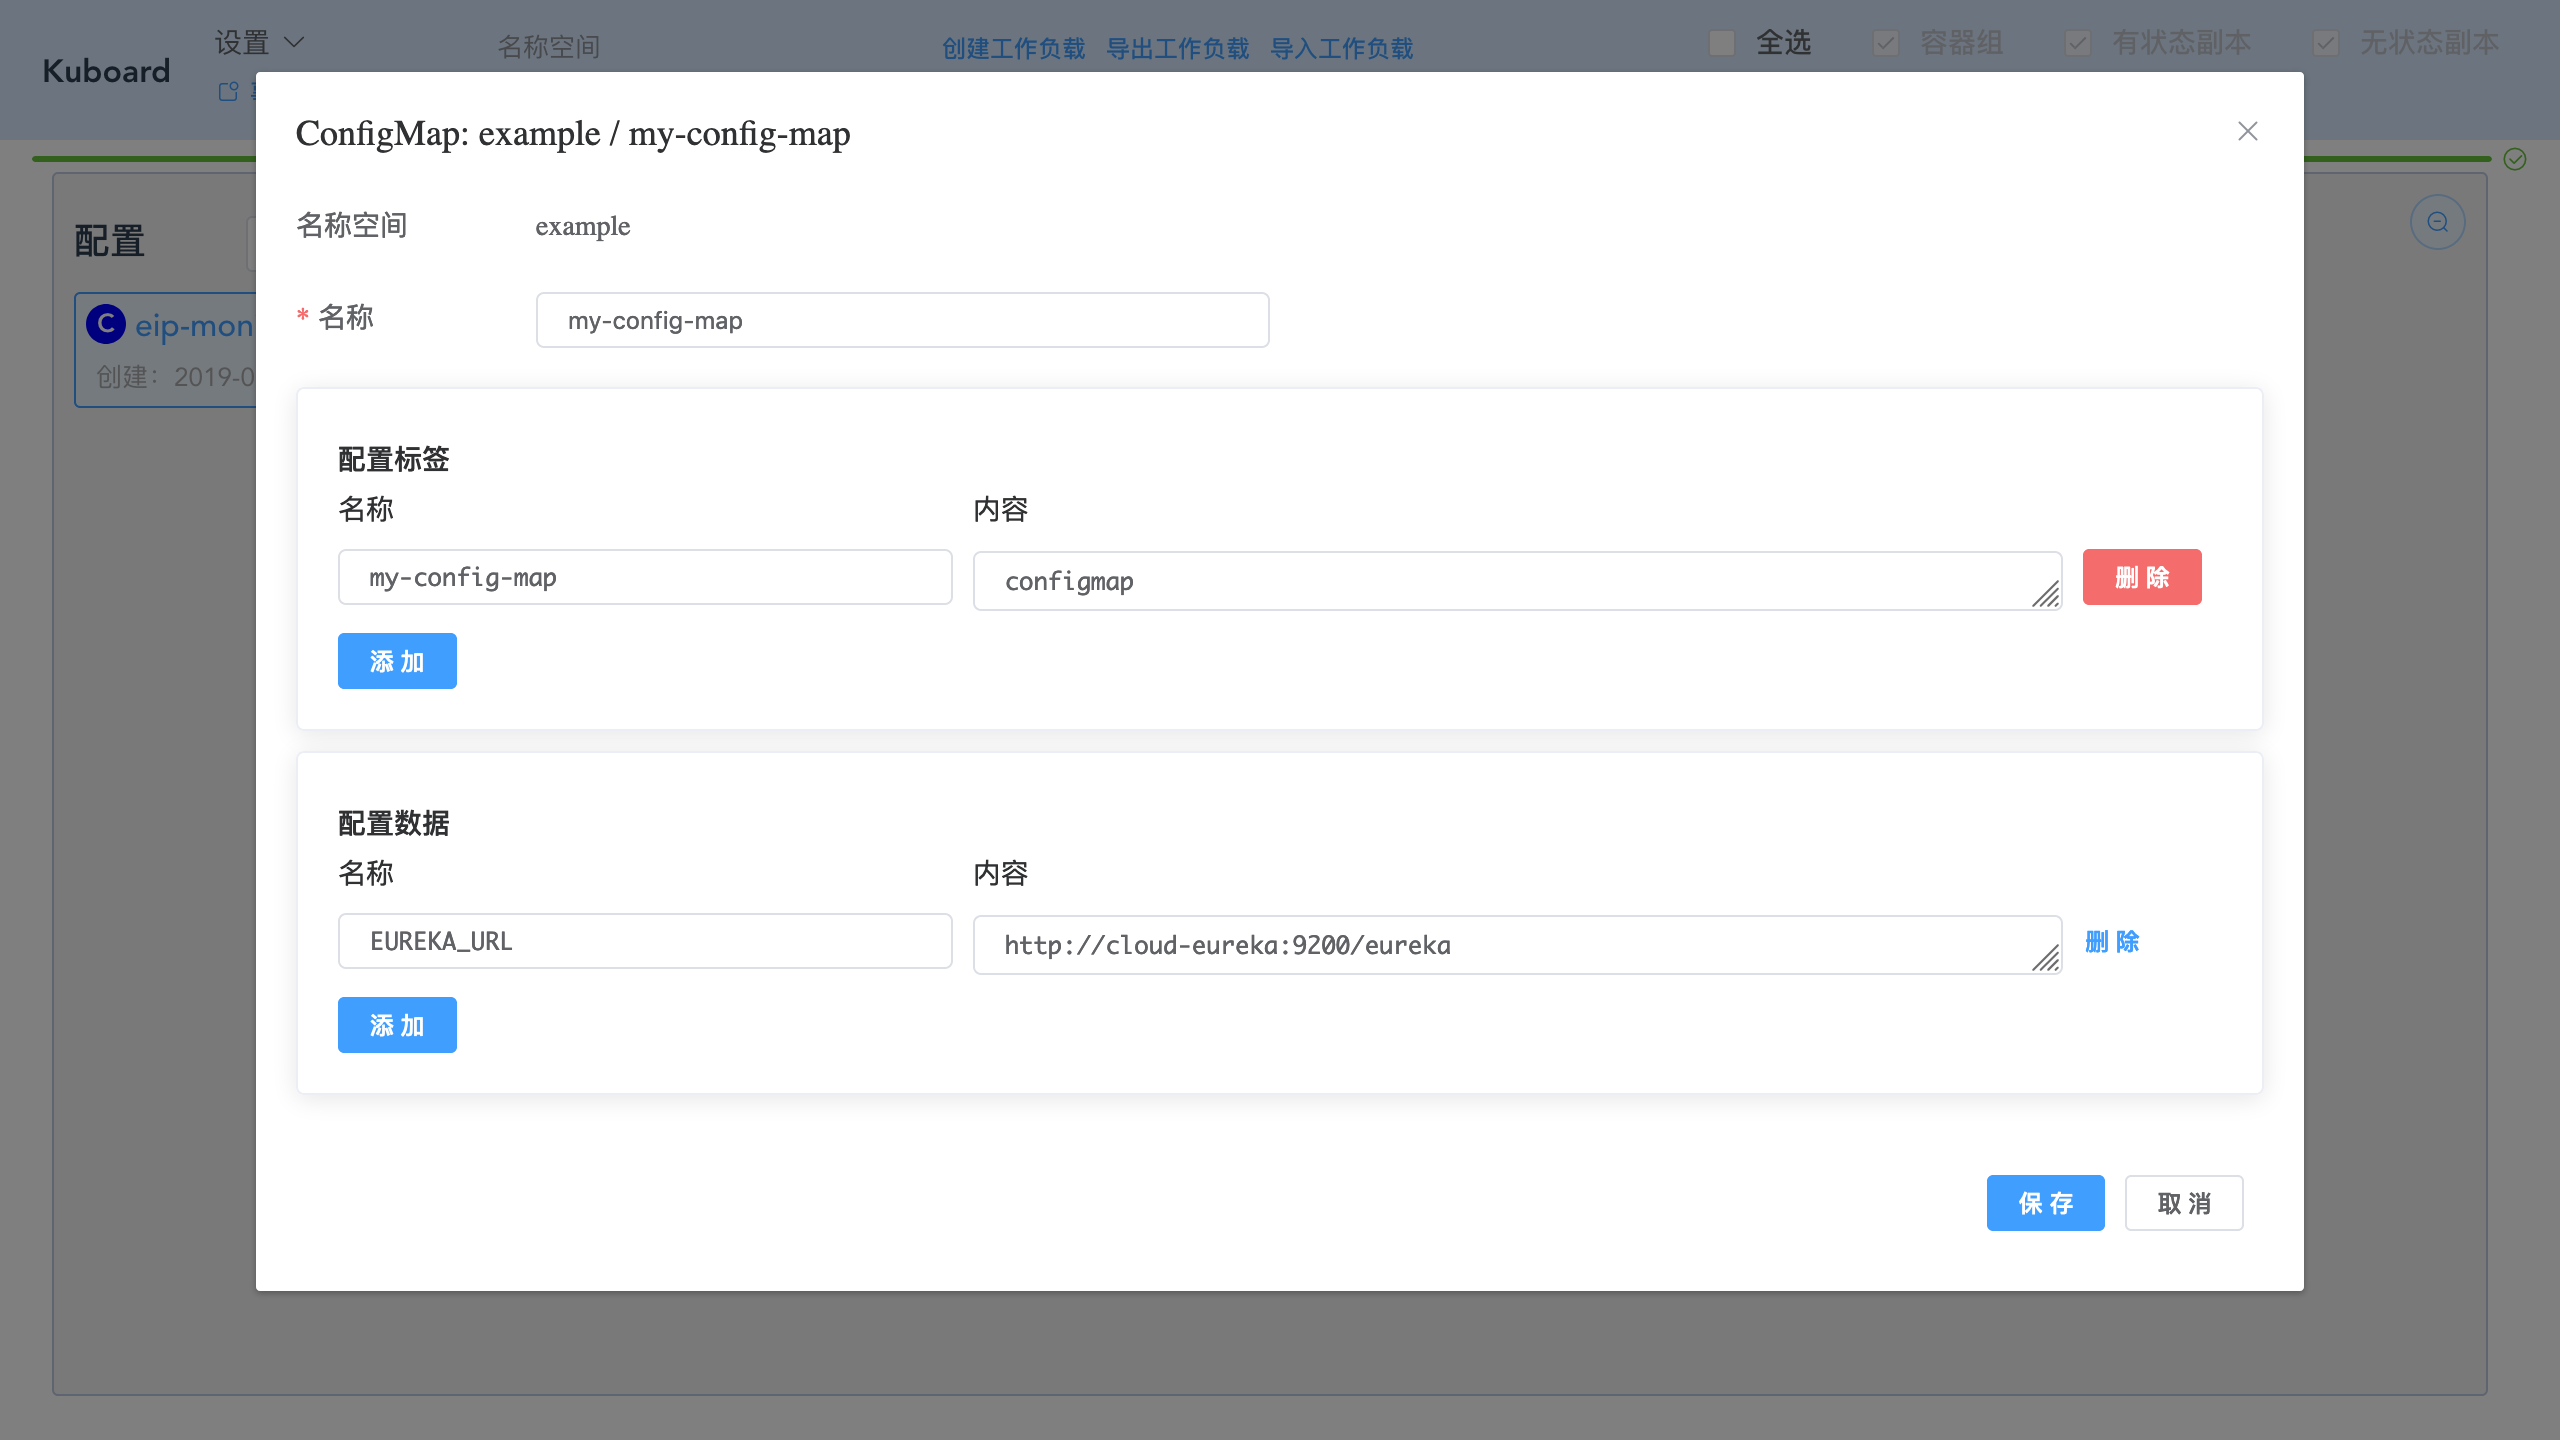 Kuboard
设置
名称空间
创建工作负载 导出工作负载 导入工作负载
全选 容器组 有状态副本 无状态副本
配置
C eip-mon
创建：2019-0
ConfigMap: example / my-config-map
名称空间 example
* 名称 my-config-map
配置标签
名称 内容
my-config-map configmap 删 除
添 加
配置数据
名称 内容
EUREKA_URL http://cloud-eureka:9200/eureka 删 除
添 加
保 存 取 消